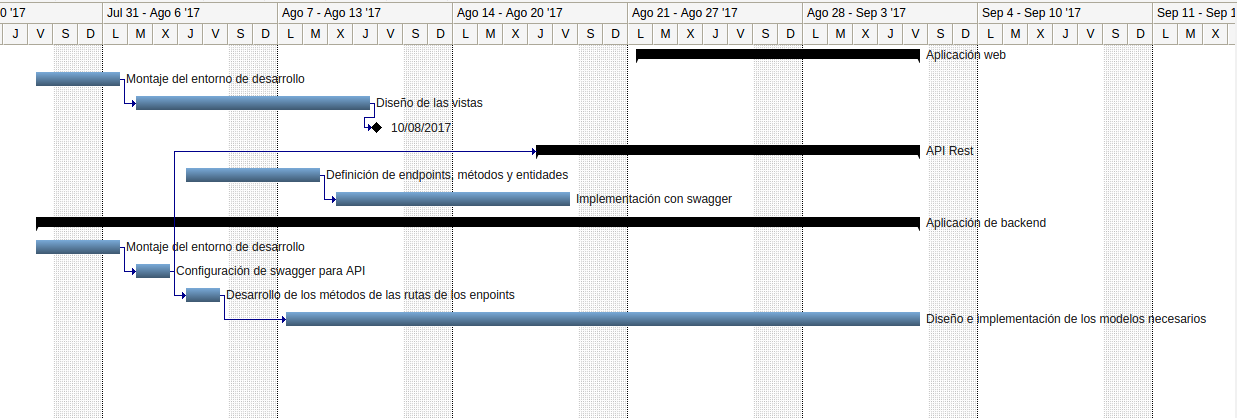 0 '17 Jul 31 - Ago 6 '17 Ago 7 - Ago 13 '17 Ago 14 - Ago 20 '17 Ago 21 - Ago 27 '17 Ago 28 - Sep 3 '17 Sep 4 - Sep 10 '17 Sep 11 - Sep 1
J V S D L M X J V S D L M X J V S D L M X J V S D L M X J V S D L M X J V S D L M X J V S D L M X
Aplicación web
Montaje del entorno de desarrollo
Diseño de las vistas
10/08/2017
API Rest
Definición de endpoints, métodos y entidades
Implementación con swagger
Aplicación de backend
Montaje del entorno de desarrollo
Configuración de swagger para API
Desarrollo de los métodos de las rutas de los enpoints
Diseño e implementación de los modelos necesarios